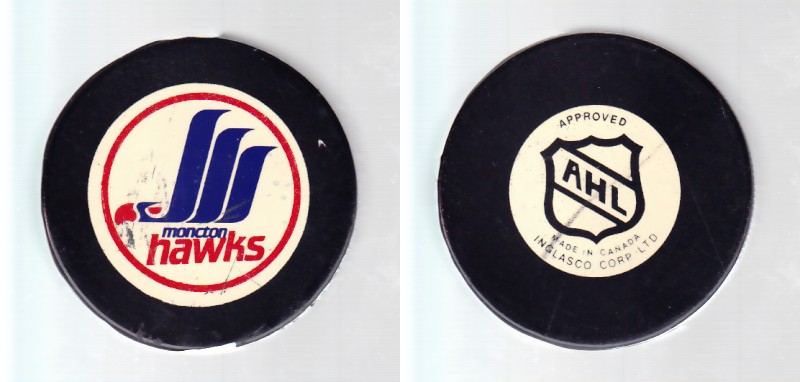 moncton
hawks
APPROVED
AHL
MADE IN CANADA
INGLASCO CORP. LTD